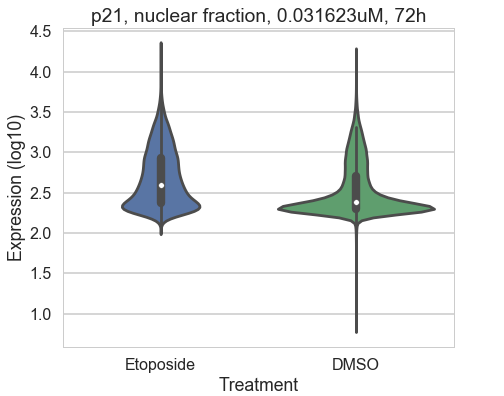 p21, nuclear fraction, 0.031623uM, 72h
4.5
4.0
3.5
3.0
2.5
2.0
1.5
1.0
Expression (log10)
Etoposide DMSO
Treatment